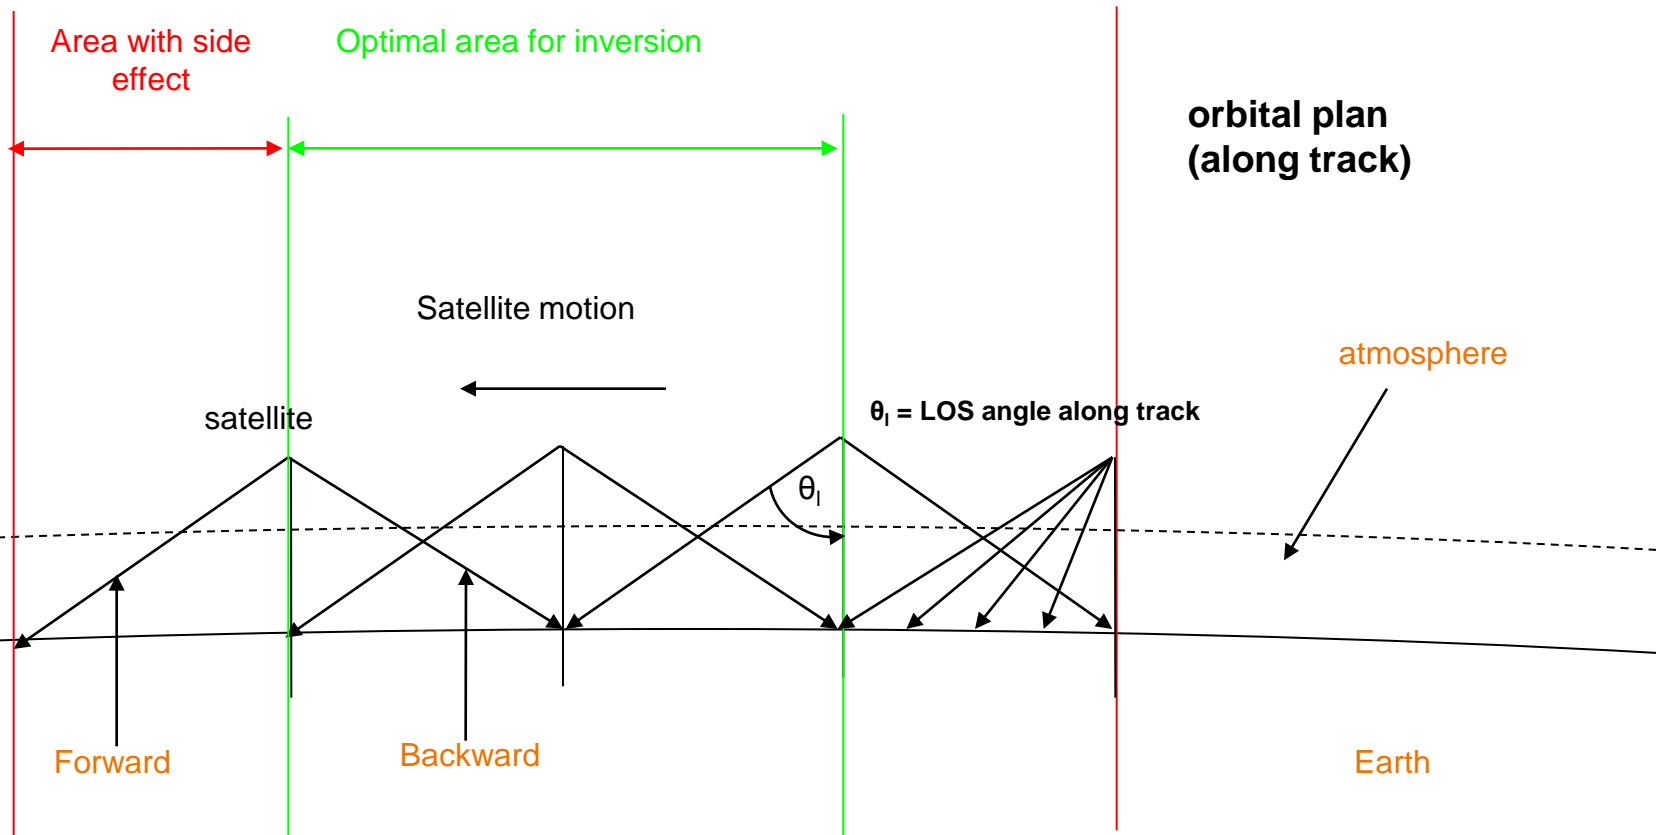 Area with side
effect
Optimal area for inversion
orbital plan
(along track)
Satellite motion
atmosphere
satellite
θl = LOS angle along track
θl
Forward
Backward
Earth